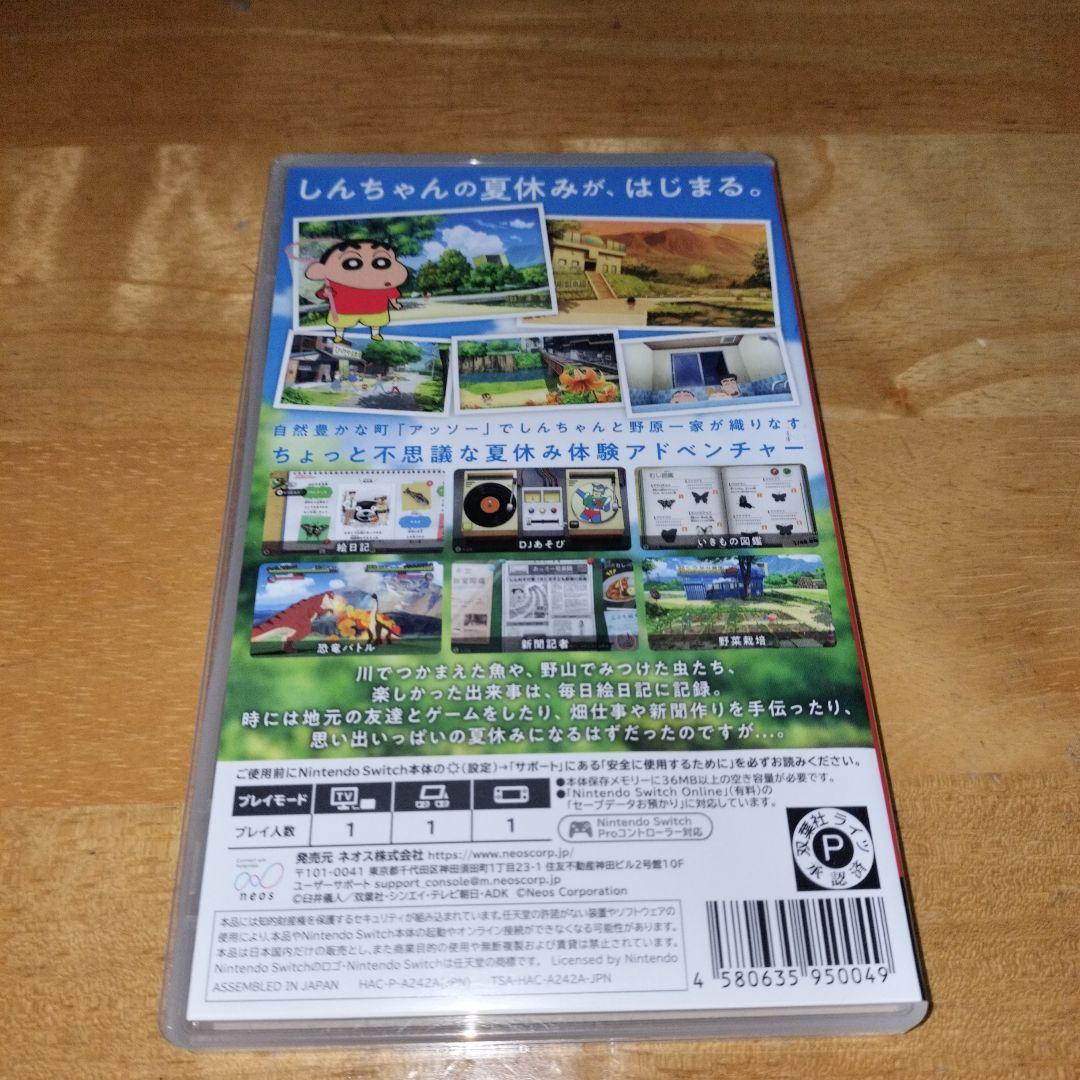 しんちゃんの夏休みが、はじまる。
自然豊かな町「アッソー」でしんちゃんと野原一家が織りなす
ちょっと不思議な夏休み体験アドベンチャー
絵日記
DJあそび
むし図鑑
いきもの図鑑
恐竜バトル
新聞記者
野菜栽培
川でつかまえた魚や、野山でみつけた虫たち、
楽しかった出来事は、毎日絵日記に記録。
時には地元の友達とゲームをしたり、畑仕事や新聞作りを手伝ったり、
思い出いっぱいの夏休みになるはずだったのですが…。
ご使用前にNintendo Switch本体の(設定)→「サポート」にある「安全に使用するために」を必ずお読みください。
プレイモード TV
プレイ人数 1 1 1
●本体保存メモリーに36MB以上の空き容量が必要です。
●「Nintendo Switch Online」(有料)の
「セーブデータお預かり」に対応しています。
Nintendo Switch
Proコントローラー対応
双葉社ライツ
P
承認済
neos
発売元 ネオス株式会社 https://www.neoscorp.jp/
〒101-0041 東京都千代田区神田須田町1丁目23-1 住友不動産神田ビル2号館10F
ユーザーサポート support_console@m.neoscorp.jp
©臼井儀人／双葉社・シンエイ・テレビ朝日・ADK ©Neos Corporation
本品には知的財産権を保護するセキュリティが組み込まれています。任天堂の許諾がない装置やソフトウェアの
使用により、本品やNintendo Switch本体の起動やオンライン接続ができなくなる可能性があります。
本品は日本国内だけの販売とし、また商業目的の使用や無断複製および賃貸は禁止されています。
Nintendo Switchのロゴ・Nintendo Switchは任天堂の商標です。 Licensed by Nintendo
ASSEMBLED IN JAPAN HAC-P-A242A(JPN) TSA-HAC-A242A-JPN
4 580635 950049